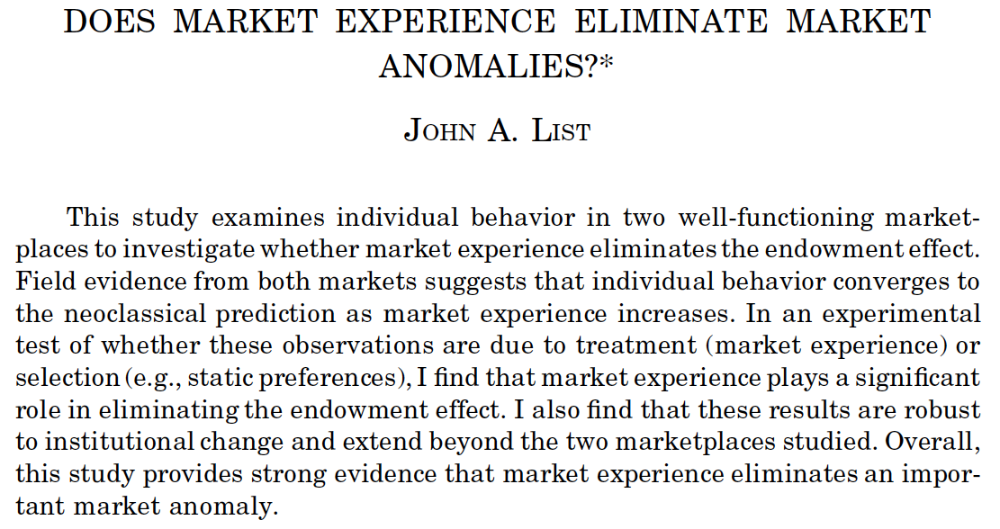 DOES MARKET EXPERIENCE ELIMINATE MARKET
ANOMALIES?*
JOHN A. LIST
This study examines individual behavior in two well-functioning market-
places to investigate whether market experience eliminates the endowment effect.
Field evidence from both markets suggests that individual behavior converges to
the neoclassical prediction as market experience increases. In an experimental
test of whether these observations are due to treatment (market experience) or
selection (e.g., static preferences), I find that market experience plays a significant
role in eliminating the endowment effect. I also find that these results are robust
to institutional change and extend beyond the two marketplaces studied. Overall,
this study provides strong evidence that market experience eliminates an impor-
tant market anomaly.